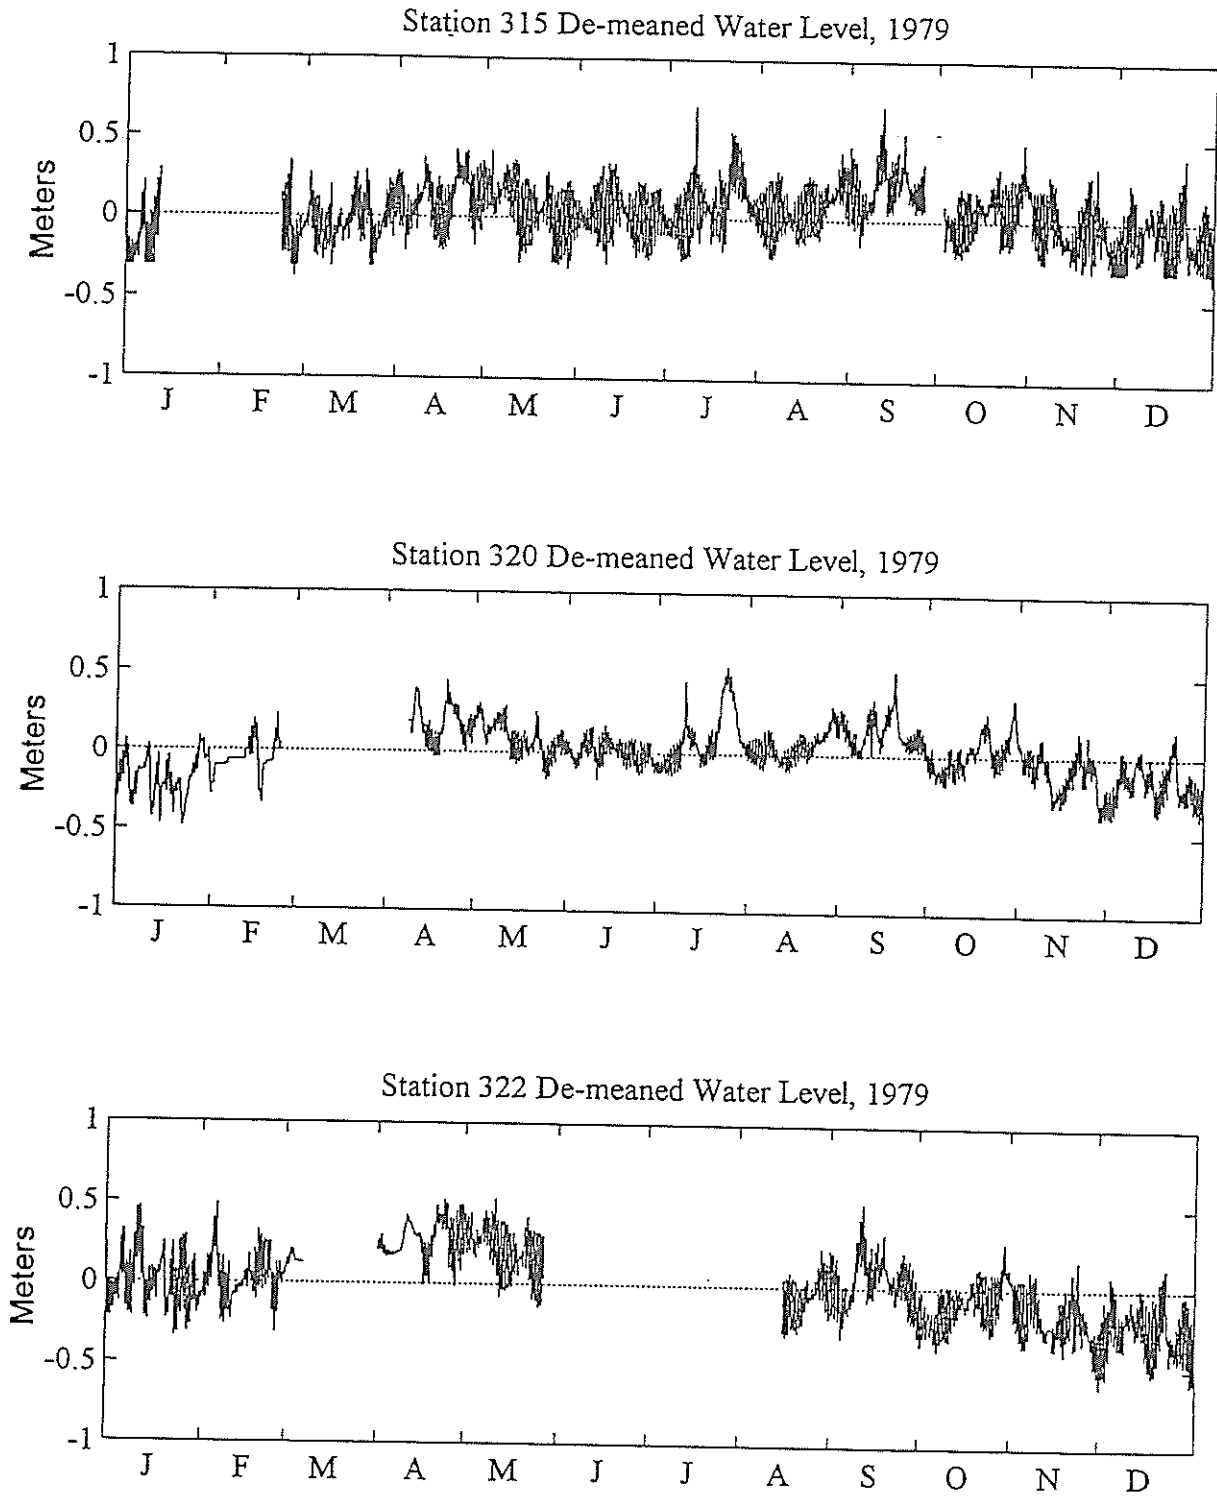 Station 315 De-meaned Water Level, 1979
1
0.5
0
-0.5
-1
Meters
J F M A M J J A S O N D
Station 320 De-meaned Water Level, 1979
1
0.5
0
-0.5
-1
Meters
J F M A M J J A S O N D
Station 322 De-meaned Water Level, 1979
1
0.5
0
-0.5
-1
Meters
J F M A M J J A S O N D